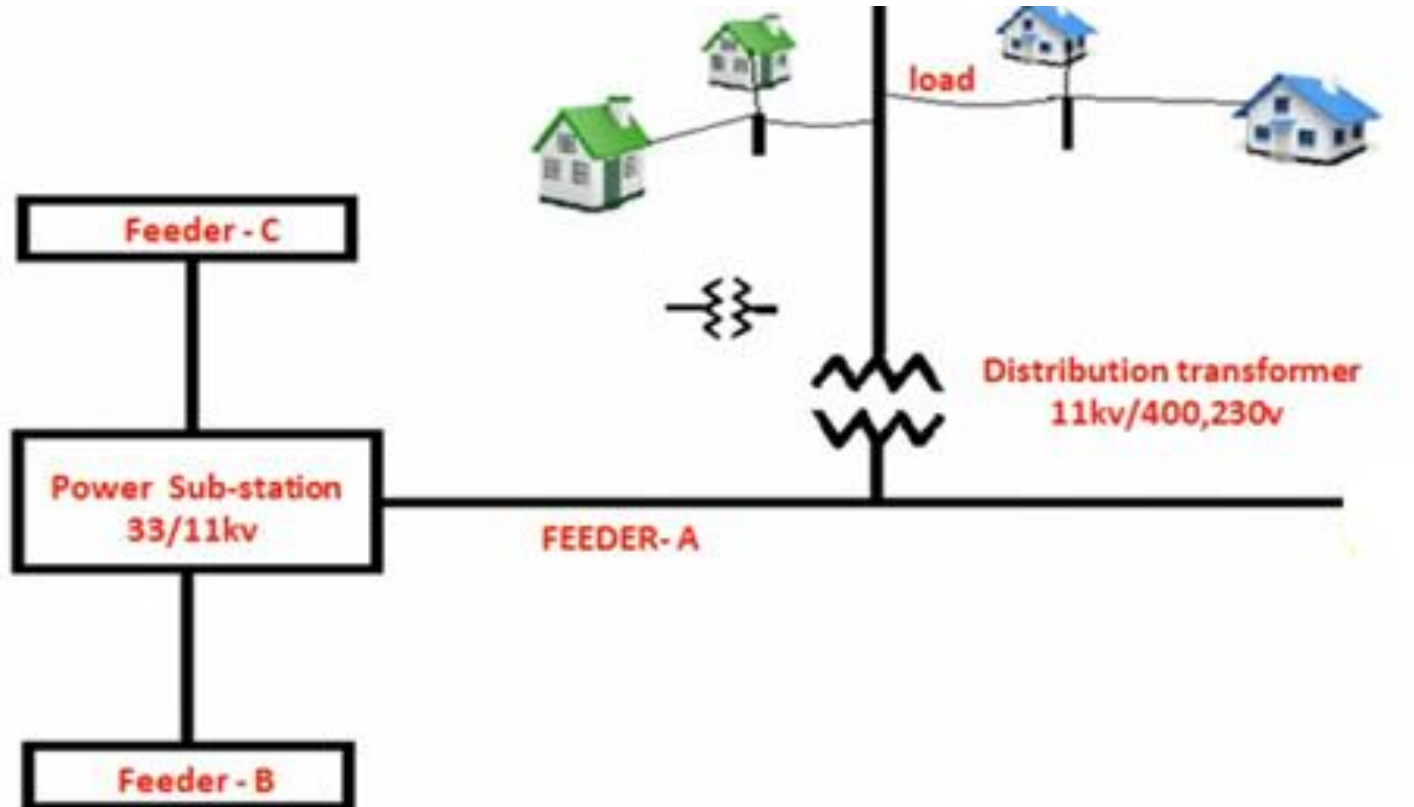 load
Feeder - C
Distribution transformer
11kv/400,230v
Power Sub-station
33/11kv
FEEDER- A
Feeder - B